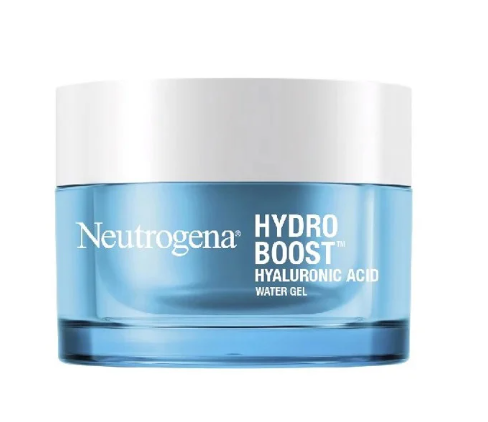 Neutrogena®
HYDRO
BOOST™
HYALURONIC ACID
WATER GEL